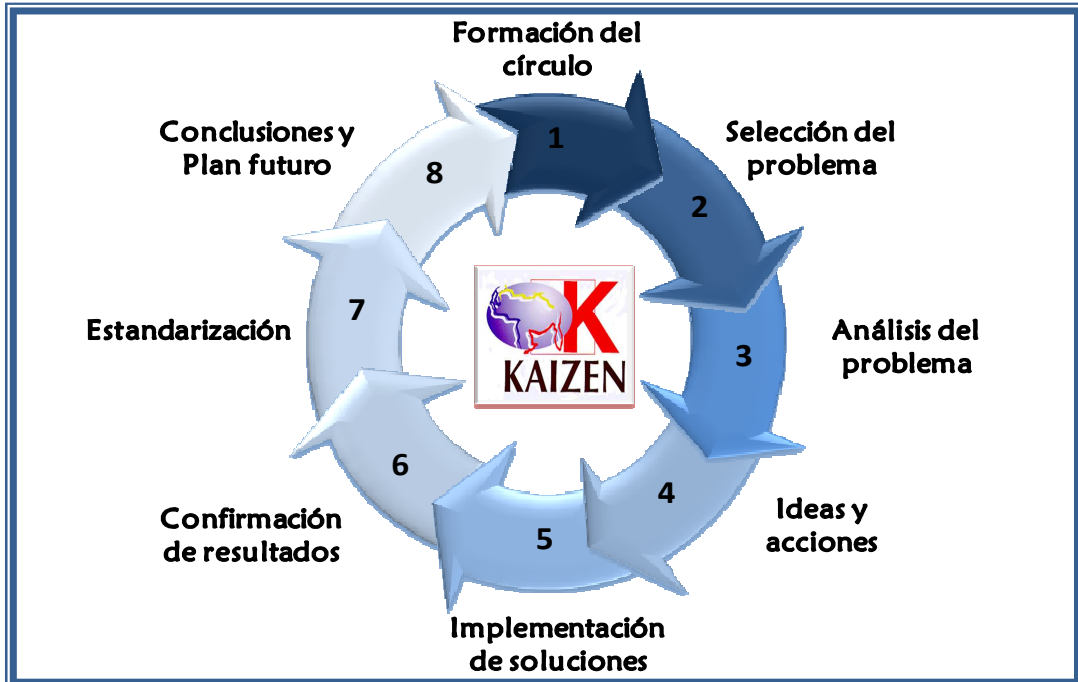 Formación del
círculo
1
Selección del
problema
2
Análisis del
problema
3
Ideas y
acciones
4
Implementación
de soluciones
5
Confirmación
de resultados
6
Estandarización
7
Conclusiones y
Plan futuro
8
K
KAIZEN